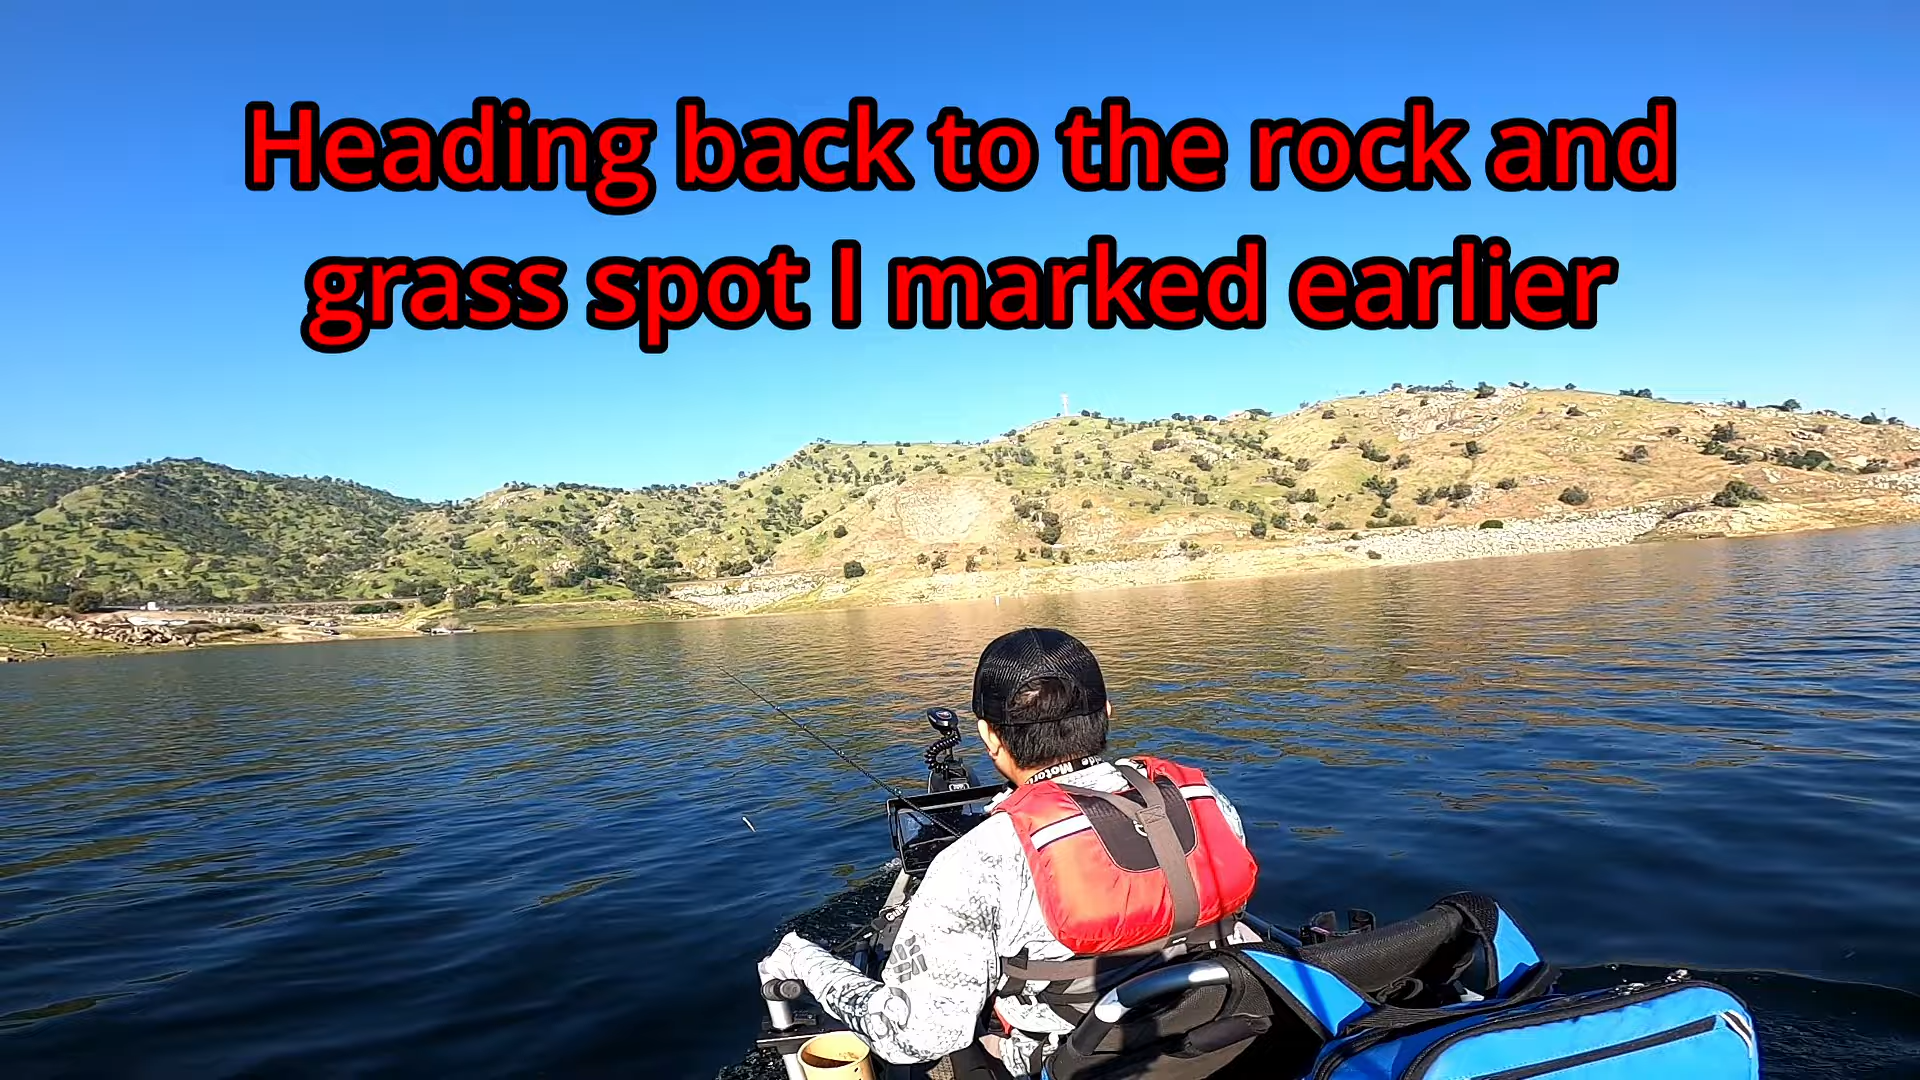 Heading back to the rock and
grass spot I marked earlier